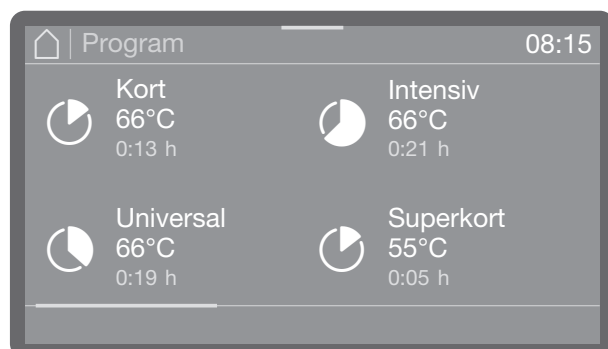 Program
08:15
Kort
66°C
0:13 h
Intensiv
66°C
0:21 h
Universal
66°C
0:19 h
Superkort
55°C
0:05 h